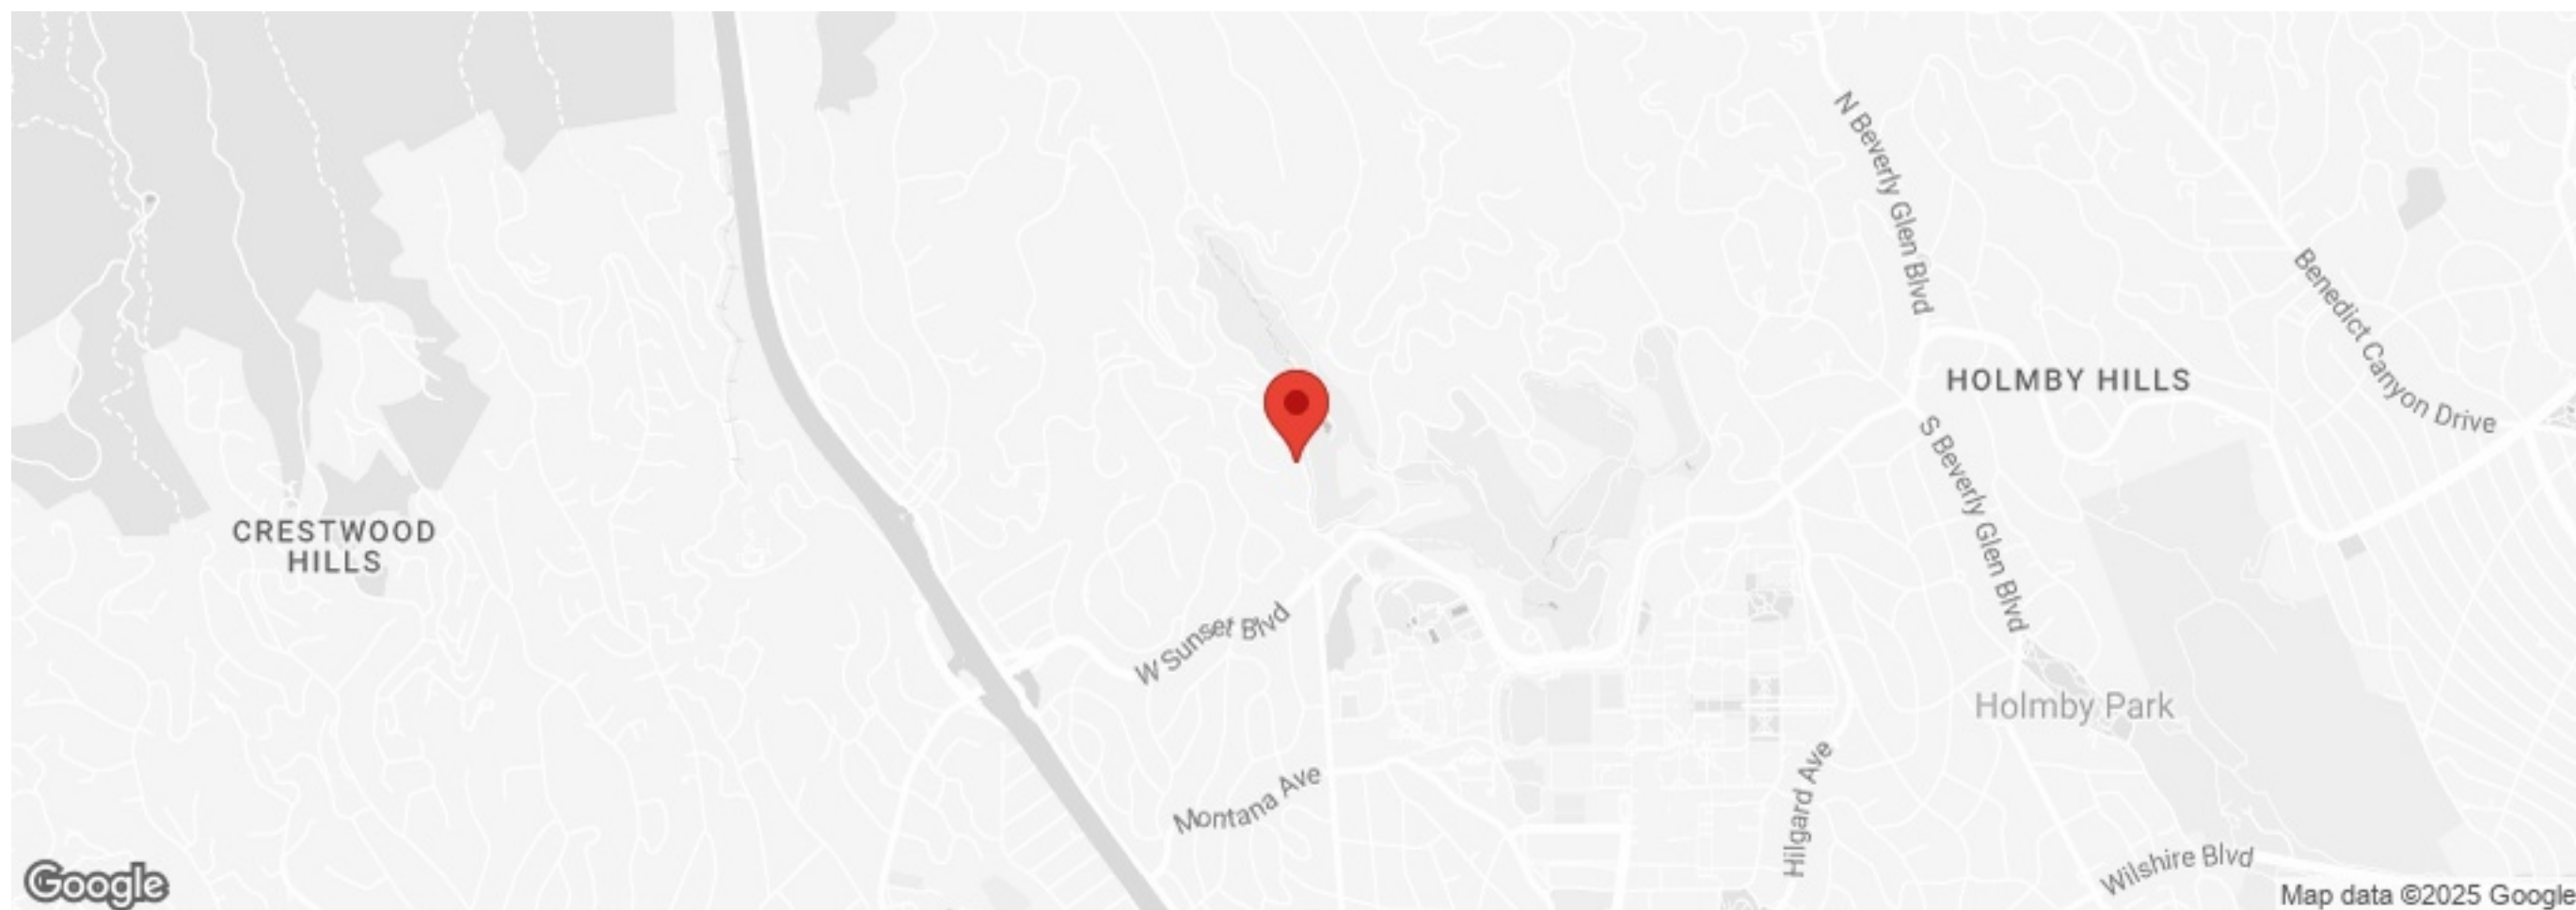 N Beverly Glen Blvd
Benedict Canyon Drive
HOLMBY HILLS
S Beverly Glen Blvd
CRESTWOOD
HILLS
W Sunset Blvd
Holmby Park
Montana Ave
Hilgard Ave
Wilshire Blvd
Google
Map data ©2025 Google